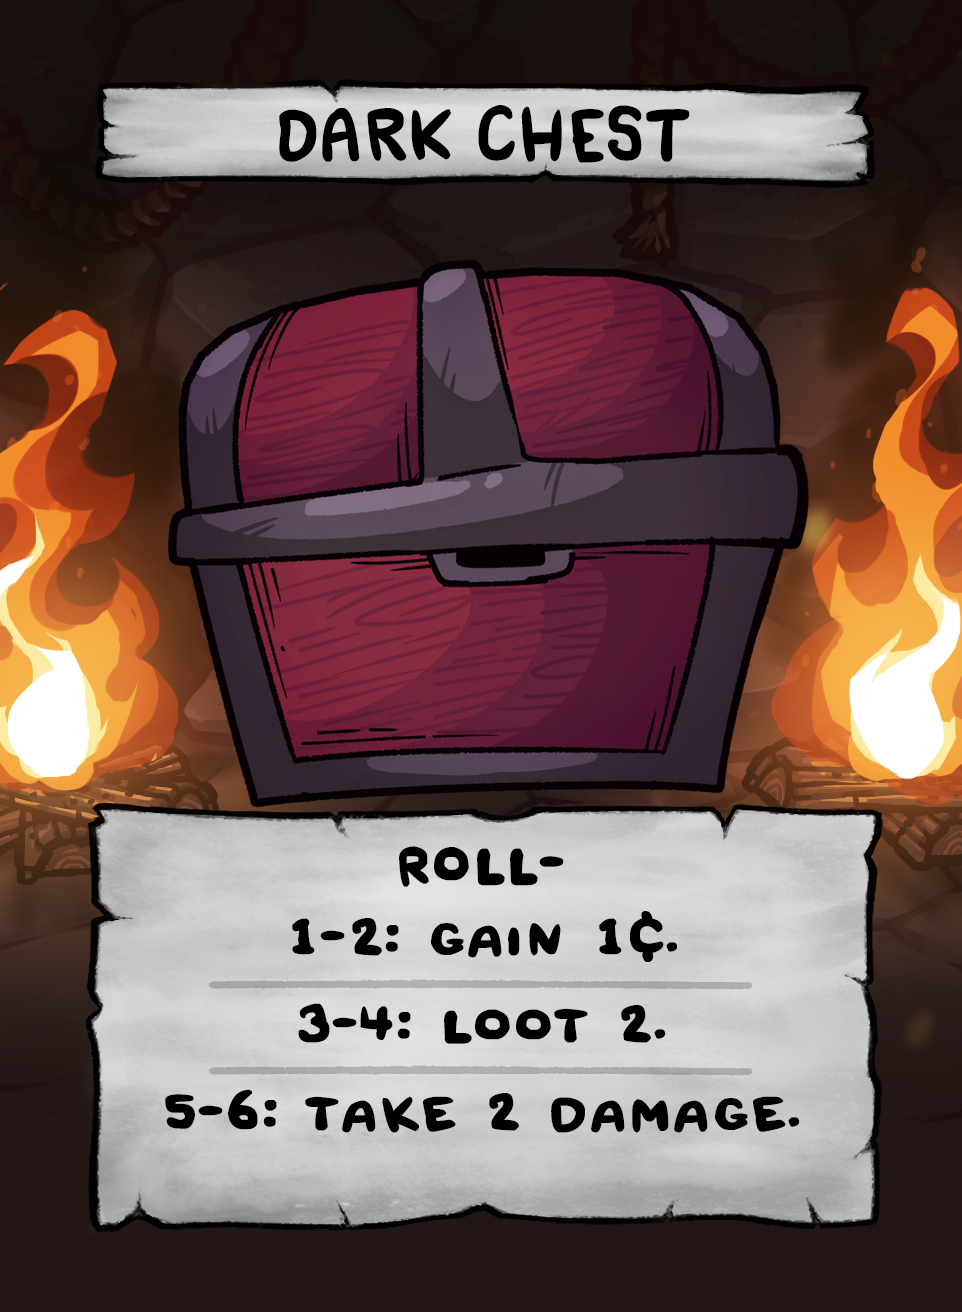 DARK CHEST
ROLL-
1-2: GAIN 1¢.
3-4: LOOT 2.
5-6: TAKE 2 DAMAGE.